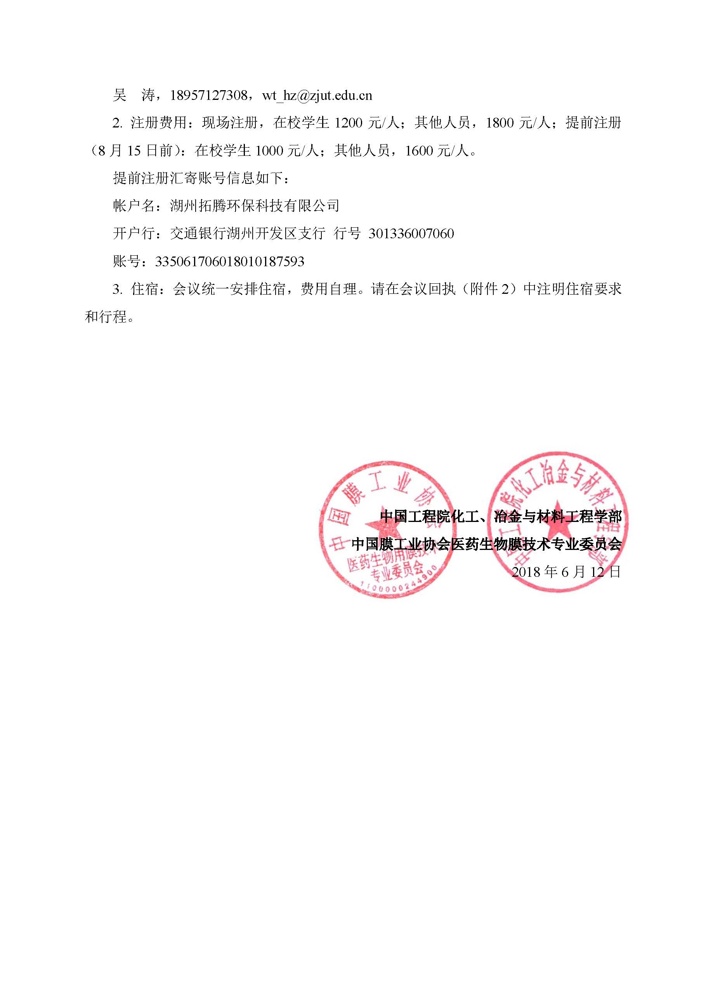 吴　涛，18957127308，wt_hz@zjut.edu.cn
2. 注册费用：现场注册，在校学生 1200 元/人；其他人员，1800 元/人；提前注册
（8 月 15 日前）：在校学生 1000 元/人；其他人员，1600 元/人。
提前注册汇寄账号信息如下：
帐户名：湖州拓腾环保科技有限公司
开户行：交通银行湖州开发区支行 行号 301336007060
账号：335061706018010187593
3. 住宿：会议统一安排住宿，费用自理。请在会议回执（附件 2）中注明住宿要求
和行程。
中国工程院化工、冶金与材料工程学部
中国膜工业协会医药生物膜技术专业委员会
2018 年 6 月 12 日
中国膜工业协会
医药生物用膜技术
专业委员会
1100000244900
中国工程院化工冶金与材料工程学部